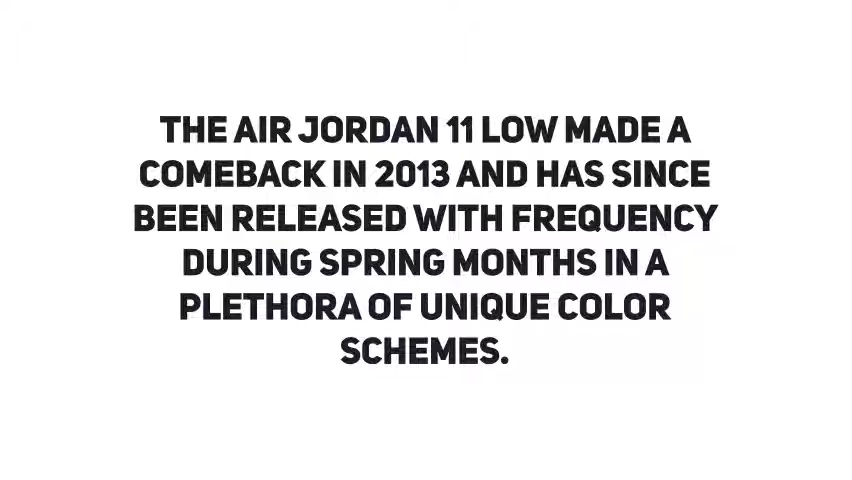 THE AIR JORDAN 11 LOW MADE A
COMEBACK IN 2013 AND HAS SINCE
BEEN RELEASED WITH FREQUENCY
DURING SPRING MONTHS IN A
PLETHORA OF UNIQUE COLOR
SCHEMES.